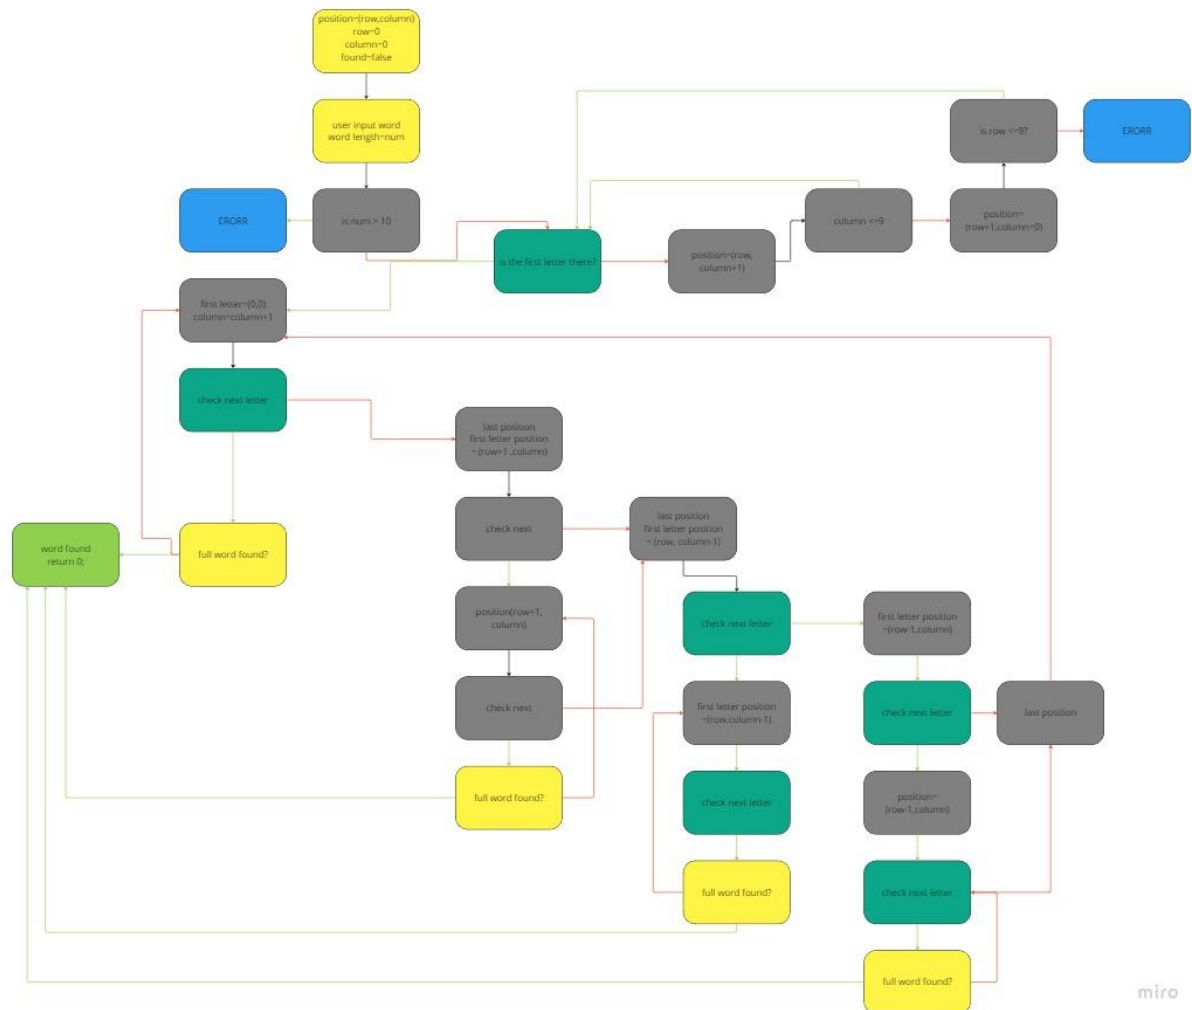 position=(row,column)
row=0
column=0
found=false
user input word
word length=num
is num > 10
ERORR
is the first letter there?
position=(row,
column+1)
column <=9
position=
(row+1,column=0)
is row <=9?
ERORR
first letter=(0,0)
column=column+1
check next letter
full word found?
word found
return 0;
last position
first letter position
= (row+1 ,column)
check next
position(row+1,
column)
check next
full word found?
last position
first letter position
= (row, column-1)
check next letter
first letter position
=(row,column-1)
check next letter
full word found?
first letter position
=(row-1,column)
check next letter
last position
position=
(row-1,column)
check next letter
full word found?
miro